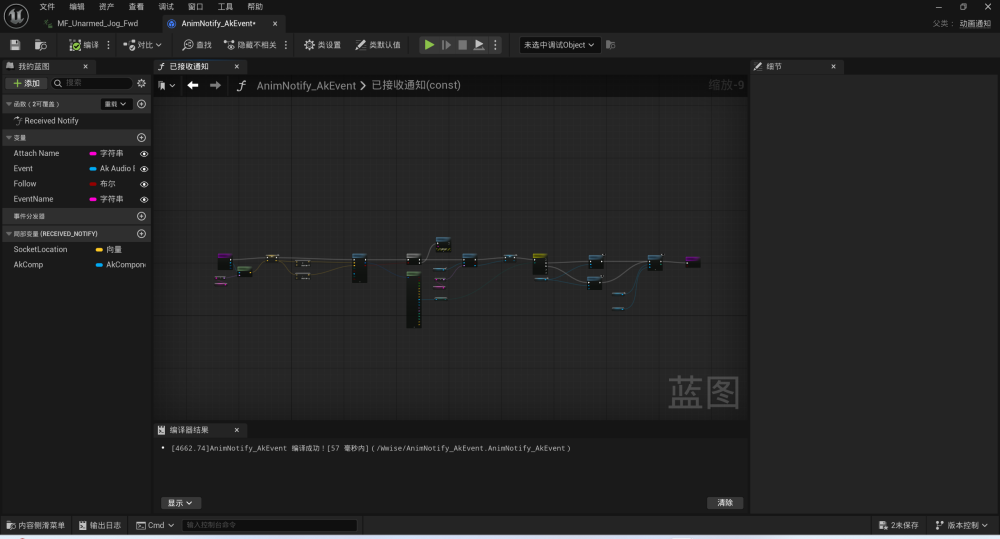 文件 编辑 资产 查看 调试 窗口 工具 帮助
MF_Unarmed_Jog_Fwd
AnimNotify_AkEvent*
父类： 动画通知
编译
对比
查找
隐藏不相关
类设置
类默认值
未选中调试Object
我的蓝图
添加
搜索
函数（2可覆盖）
重载
Received Notify
变量
Attach Name 字符串
Event Ak Audio E
Follow 布尔
EventName 字符串
事件分发器
局部变量 (RECEIVED_NOTIFY)
SocketLocation 向量
AkComp AkCompone
已接收通知
AnimNotify_AkEvent > 已接收通知(const)
缩放-9
蓝图
编译器结果
[4662.74]AnimNotify_AkEvent 编译成功！[57 毫秒内]（/Wwise/AnimNotify_AkEvent.AnimNotify_AkEvent）
显示
清除
细节
内容侧滑菜单
输出日志
Cmd
输入控制台命令
2未保存
版本控制